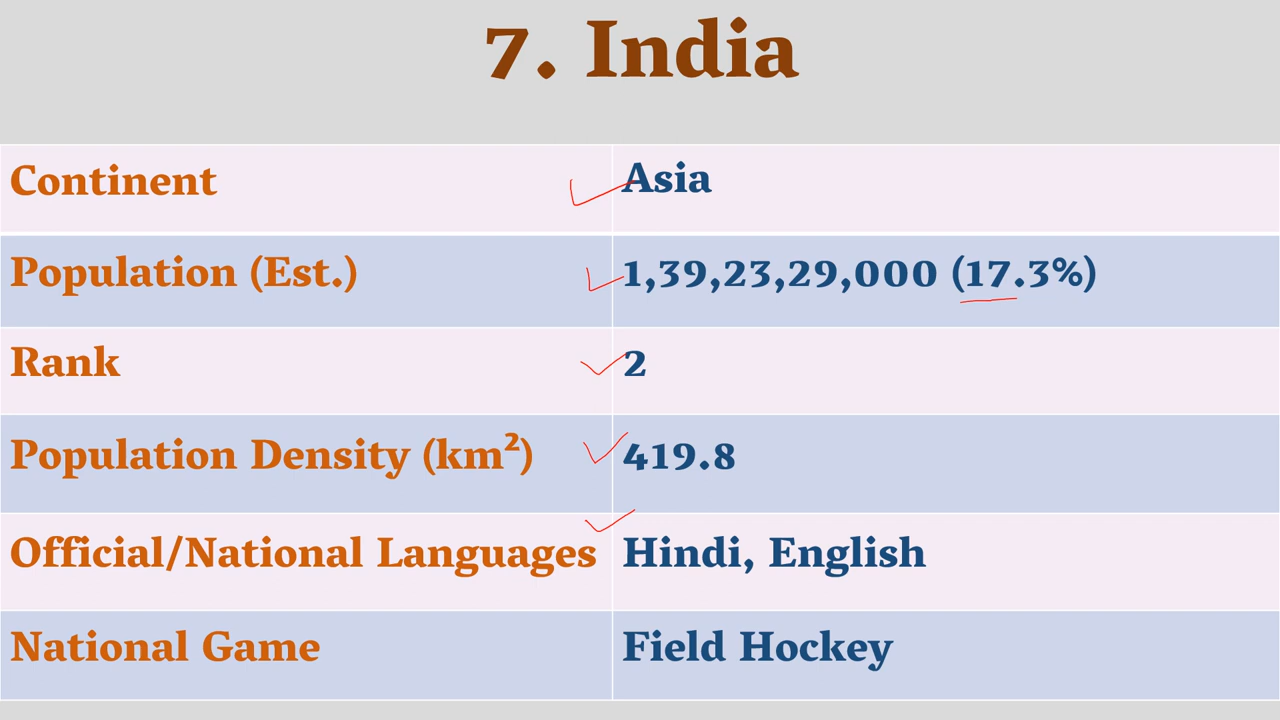 7. India
Continent Asia
Population (Est.) 1,39,23,29,000 (17.3%)
Rank 2
Population Density (km²) 419.8
Official/National Languages Hindi, English
National Game Field Hockey